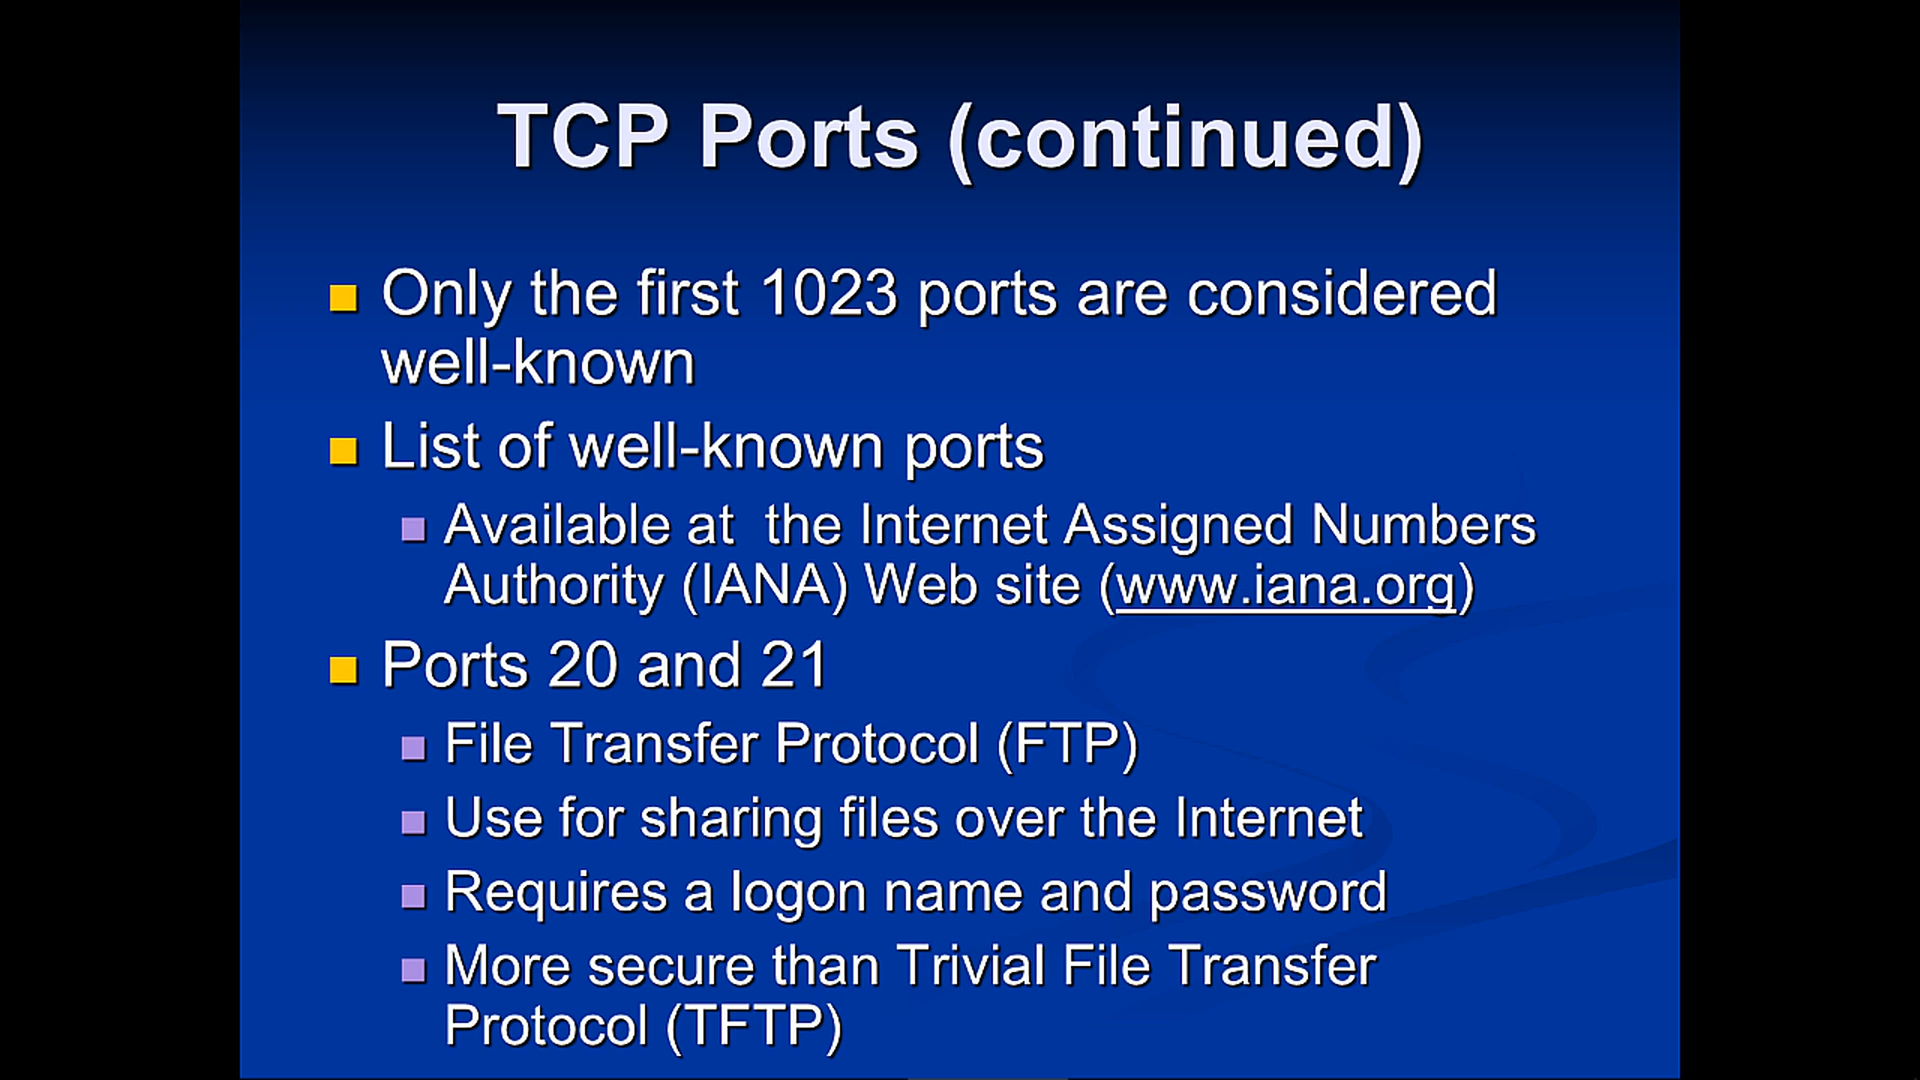 TCP Ports (continued)
Only the first 1023 ports are considered
well-known
List of well-known ports
Available at  the Internet Assigned Numbers
Authority (IANA) Web site (www.iana.org)
Ports 20 and 21
File Transfer Protocol (FTP)
Use for sharing files over the Internet
Requires a logon name and password
More secure than Trivial File Transfer
Protocol (TFTP)